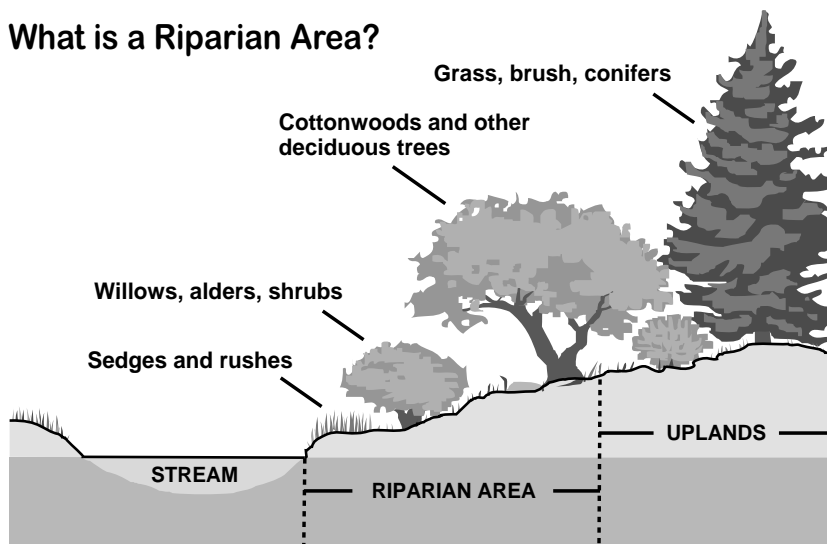 What is a Riparian Area?
Grass, brush, conifers
Cottonwoods and other
deciduous trees
Willows, alders, shrubs
Sedges and rushes
UPLANDS
STREAM
RIPARIAN AREA